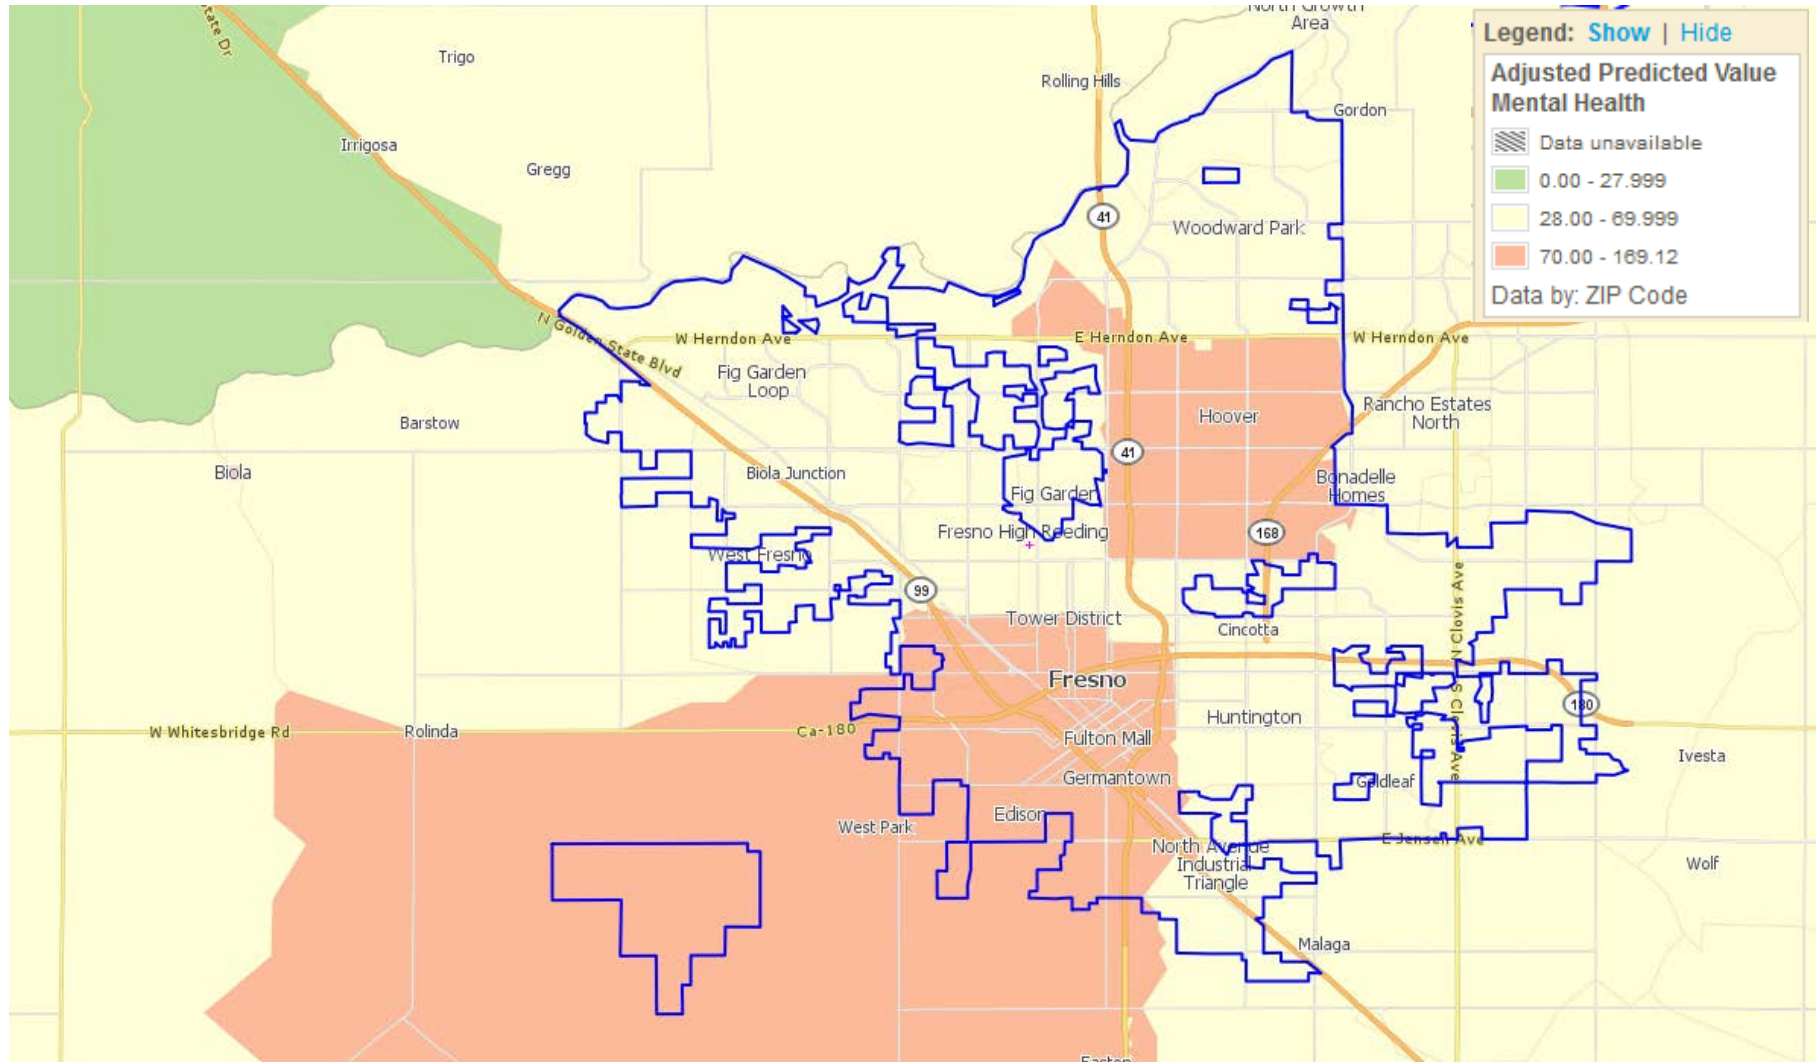 North Growth
Area
State Dr
Trigo
Rolling Hills
Gordon
Irrigosa
Gregg
41
Woodward Park
Legend: Show | Hide
Adjusted Predicted Value
Mental Health
Data unavailable
0.00 - 27.999
28.00 - 69.999
70.00 - 169.12
Data by: ZIP Code
N Golden State Blvd
W Herndon Ave
E Herndon Ave
W Herndon Ave
Fig Garden
Loop
Barstow
Hoover
Rancho Estates
North
41
Biola
Biola Junction
Bonadelle
Homes
Fig Garden
Fresno High Roeding
168
West Fresno
99
N Clovis Ave
Tower District
Cincotta
Fresno
S Clovis Ave
180
Huntington
W Whitesbridge Rd
Rolinda
Ca-180
Fulton Mall
Ivesta
Germantown
Goldleaf
West Park
Edison
North Avenue
Industrial
Triangle
E Jensen Ave
Wolf
Malaga
Easton